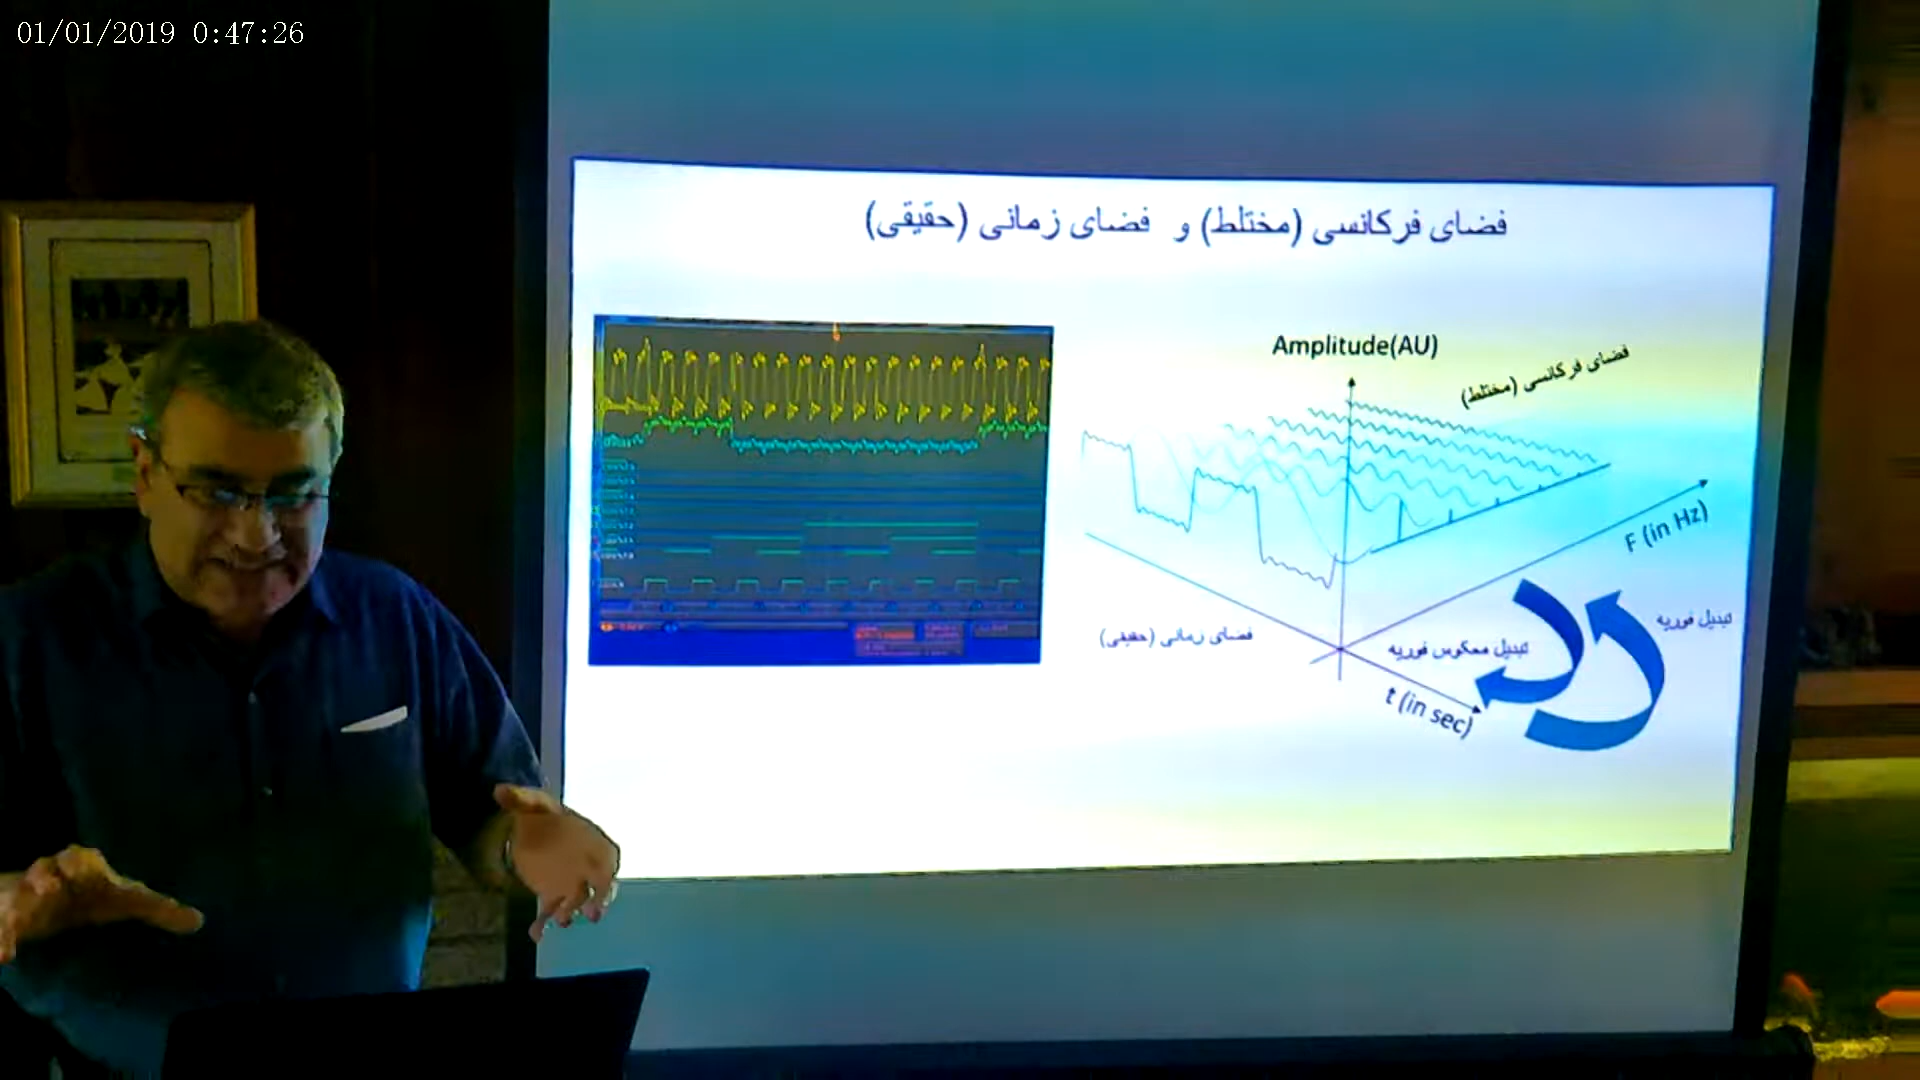 01/01/2019 0:47:26
فضای فرکانسی (مختلط) و فضای زمانی (حقیقی)
Amplitude(AU)
فضای فرکانسی (مختلط)
F (in Hz)
تبدیل فوریه
فضای زمانی (حقیقی)
تبدیل معکوس فوریه
t (in sec)